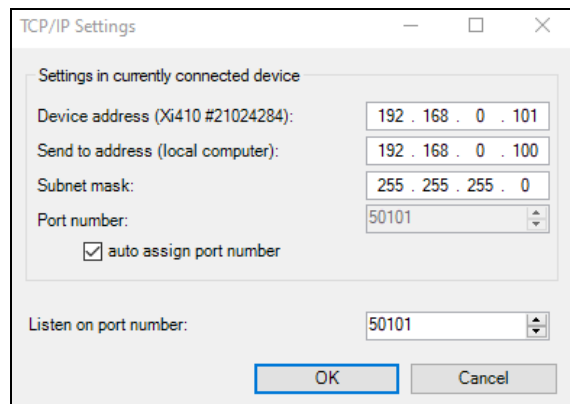 TCP/IP Settings
Settings in currently connected device
Device address (Xi410 #21024284): 192 . 168 . 0 . 101
Send to address (local computer): 192 . 168 . 0 . 100
Subnet mask: 255 . 255 . 255 . 0
Port number: 50101
auto assign port number
Listen on port number: 50101
OK Cancel